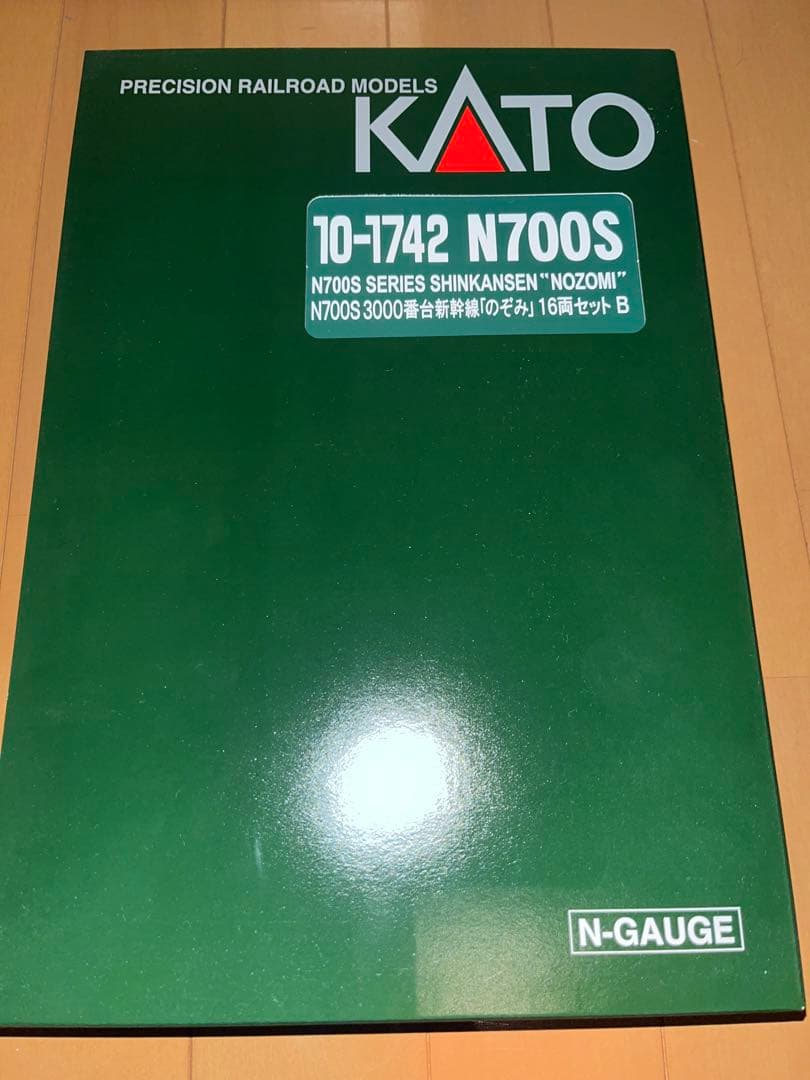 PRECISION RAILROAD MODELS
KATO
10-1742 N700S
N700S SERIES SHINKANSEN "NOZOMI"
N700S 3000番台新幹線「のぞみ」 16両セット B
N-GAUGE